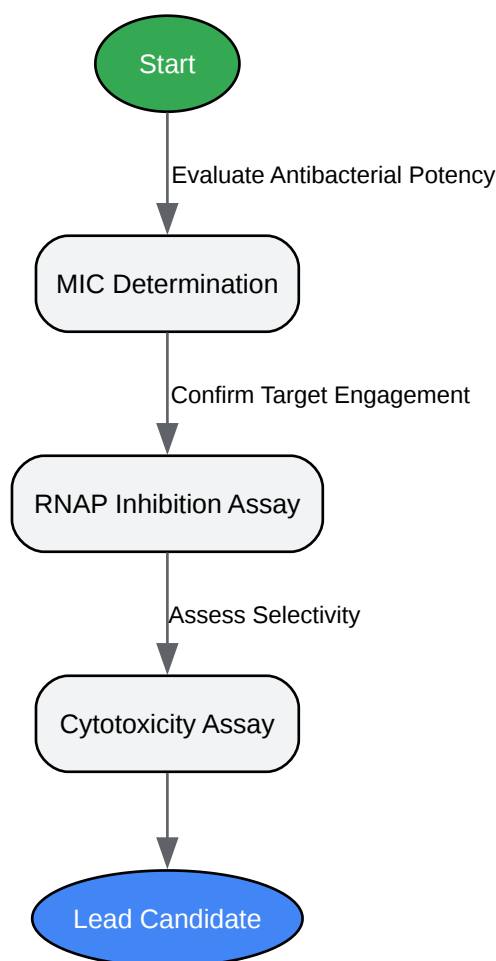 Start
Evaluate Antibacterial Potency
MIC Determination
Confirm Target Engagement
RNAP Inhibition Assay
Assess Selectivity
Cytotoxicity Assay
Lead Candidate